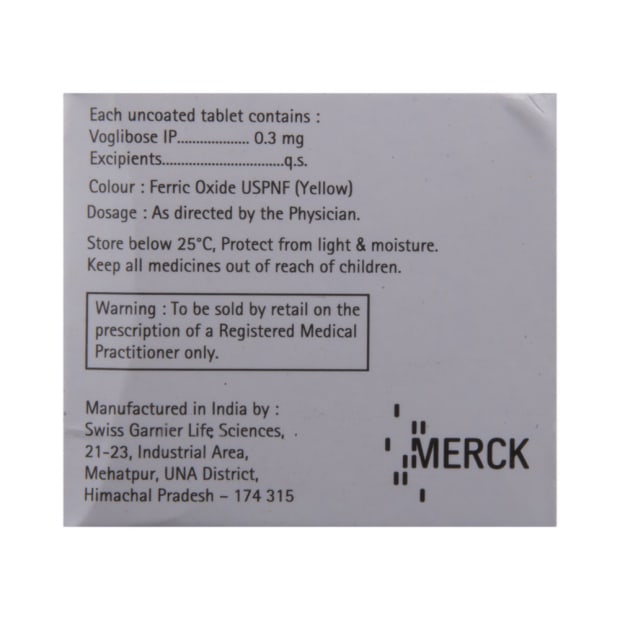 Each uncoated tablet contains :
Voglibose IP.................... 0.3 mg
Excipients................................q.s.
Colour : Ferric Oxide USPNF (Yellow)
Dosage : As directed by the Physician.
Store below 25°C, Protect from light & moisture.
Keep all medicines out of reach of children.
Warning : To be sold by retail on the
prescription of a Registered Medical
Practitioner only.
Manufactured in India by :
Swiss Garnier Life Sciences,
21-23, Industrial Area,
Mehatpur, UNA District,
Himachal Pradesh – 174 315
MERCK